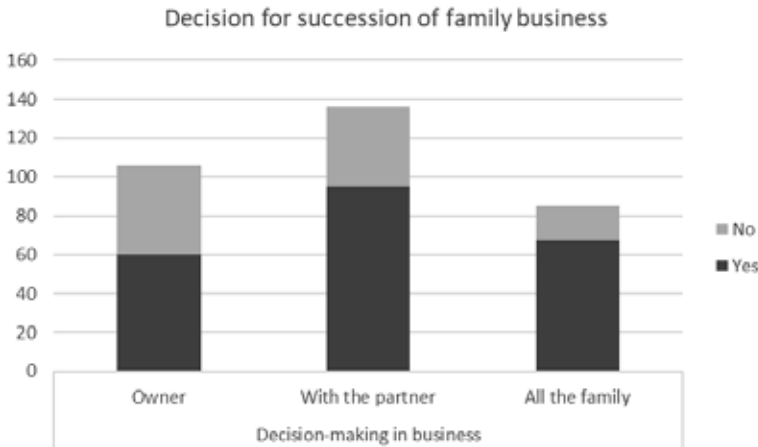 Decision for succession of family business
160
140
120
100
80
60
40
20
0
No
Yes
Owner With the partner All the family
Decision-making in business